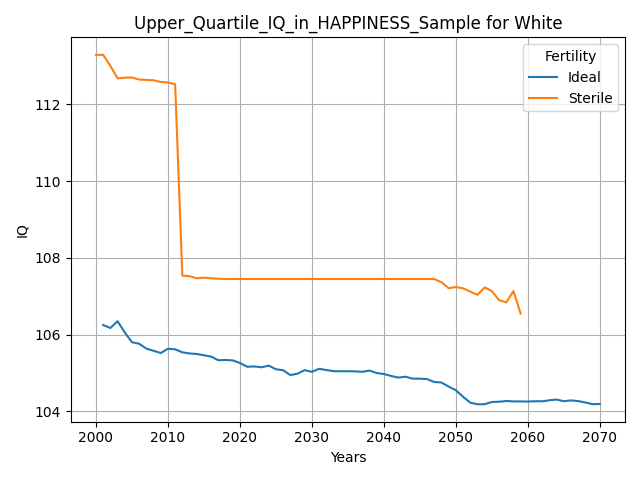 Upper_Quartile_IQ_in_HAPPINESS_Sample for White
Fertility
Ideal
Sterile
IQ
112
110
108
106
104
2000 2010 2020 2030 2040 2050 2060 2070
Years